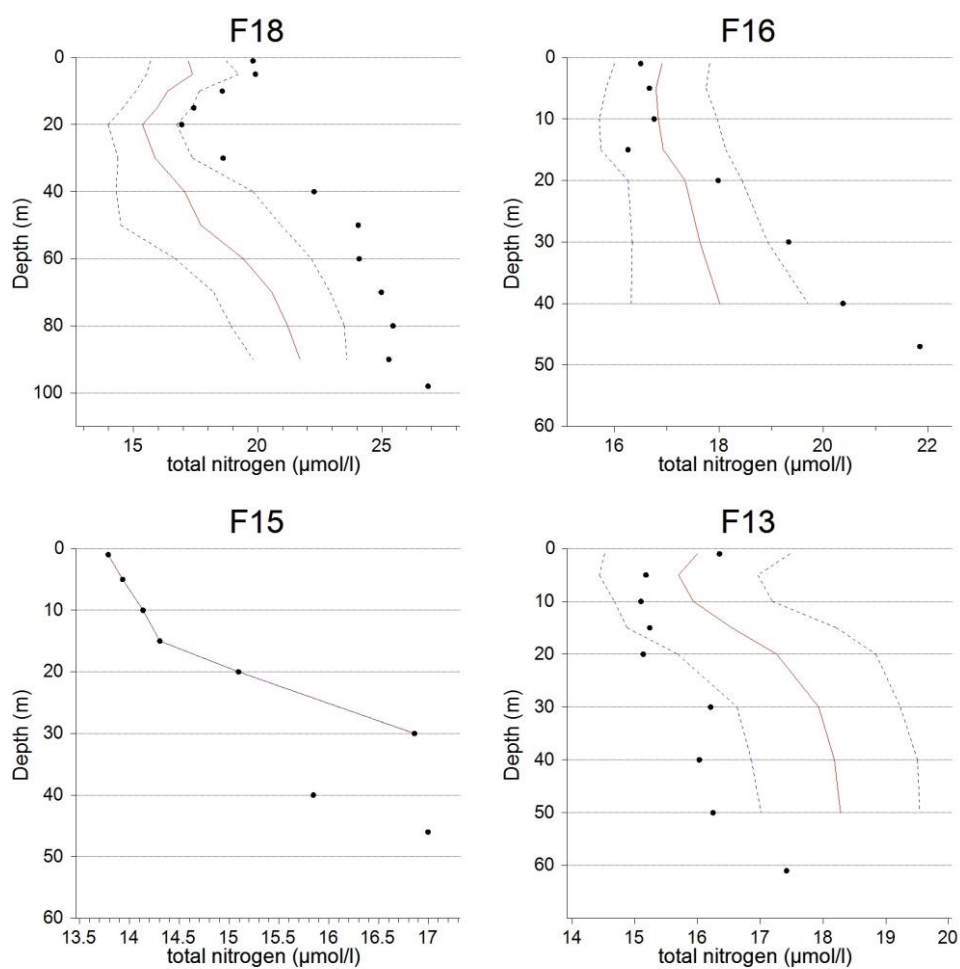 F18
0
20
40
60
80
100
Depth (m)
15 20 25
total nitrogen (µmol/l)
F16
0
10
20
30
40
50
60
Depth (m)
16 18 20 22
total nitrogen (µmol/l)
F15
0
10
20
30
40
50
60
Depth (m)
13.5 14 14.5 15 15.5 16 16.5 17
total nitrogen (µmol/l)
F13
0
10
20
30
40
50
60
Depth (m)
14 15 16 17 18 19 20
total nitrogen (µmol/l)